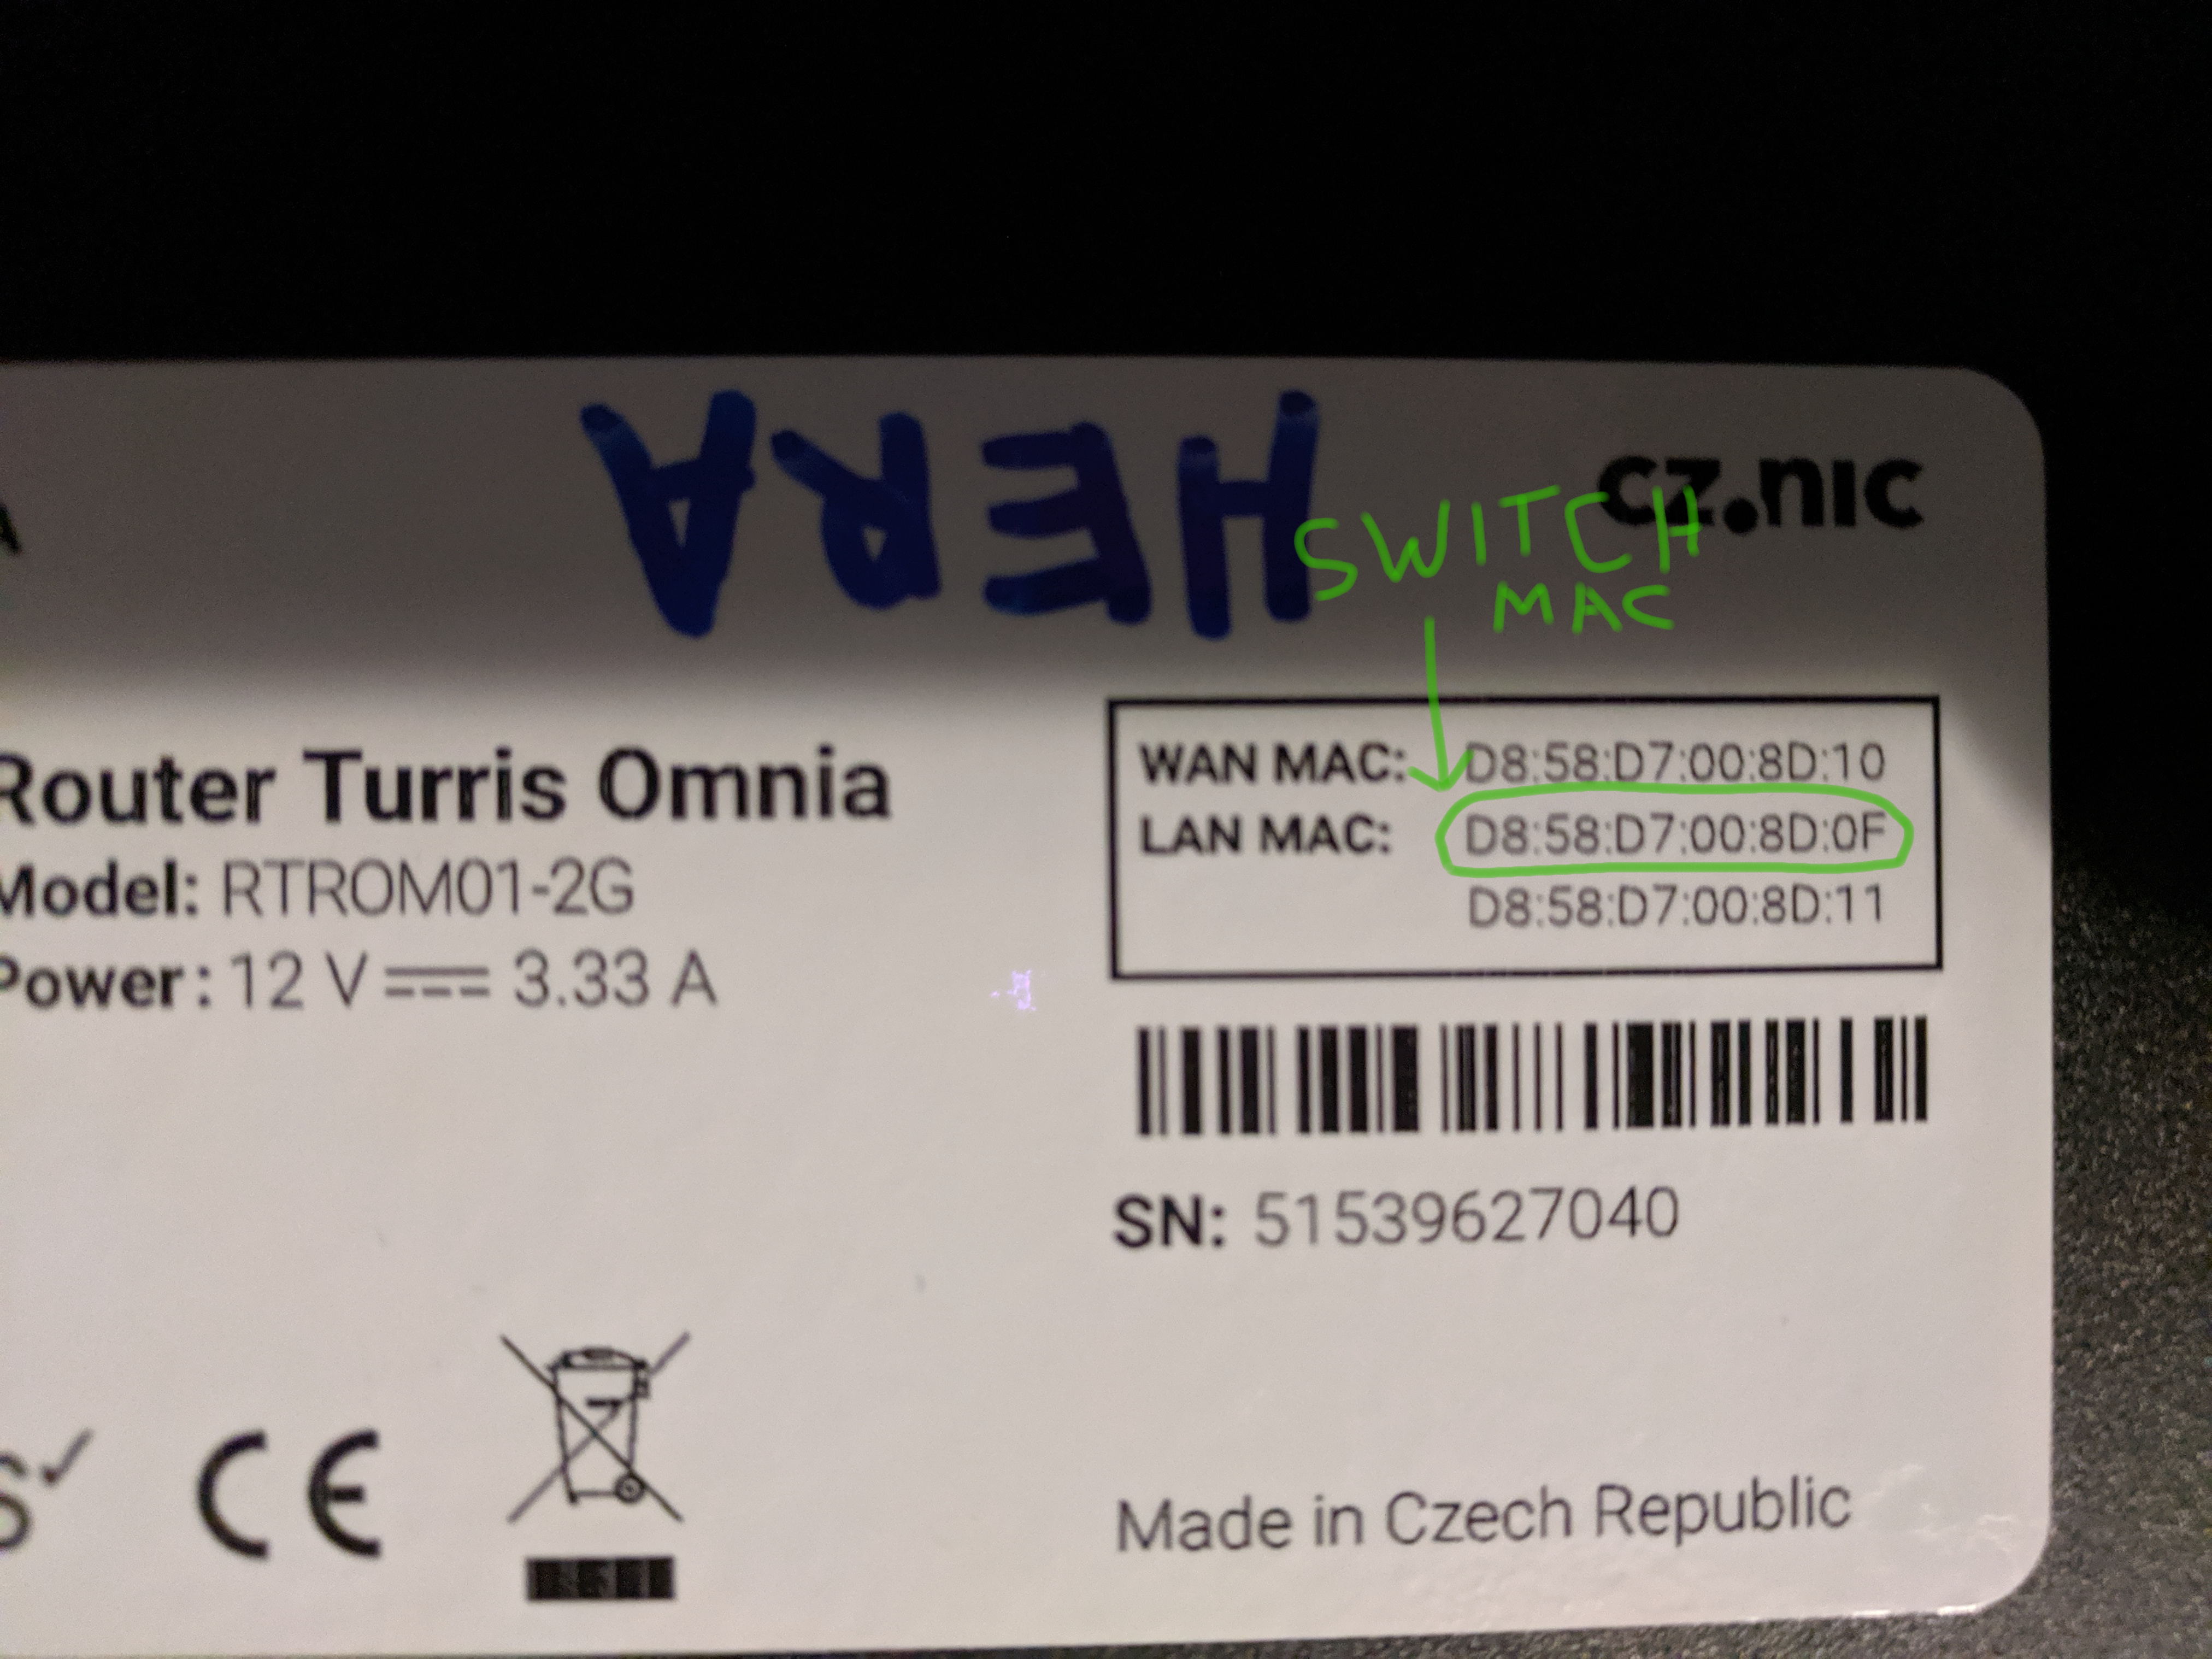 HERA
cz.nic
SWITCH
MAC
Router Turris Omnia
Model: RTROM01-2G
Power: 12 V 3.33 A
WAN MAC: D8:58:D7:00:8D:10
LAN MAC: D8:58:D7:00:8D:0F
D8:58:D7:00:8D:11
SN: 51539627040
CE
Made in Czech Republic